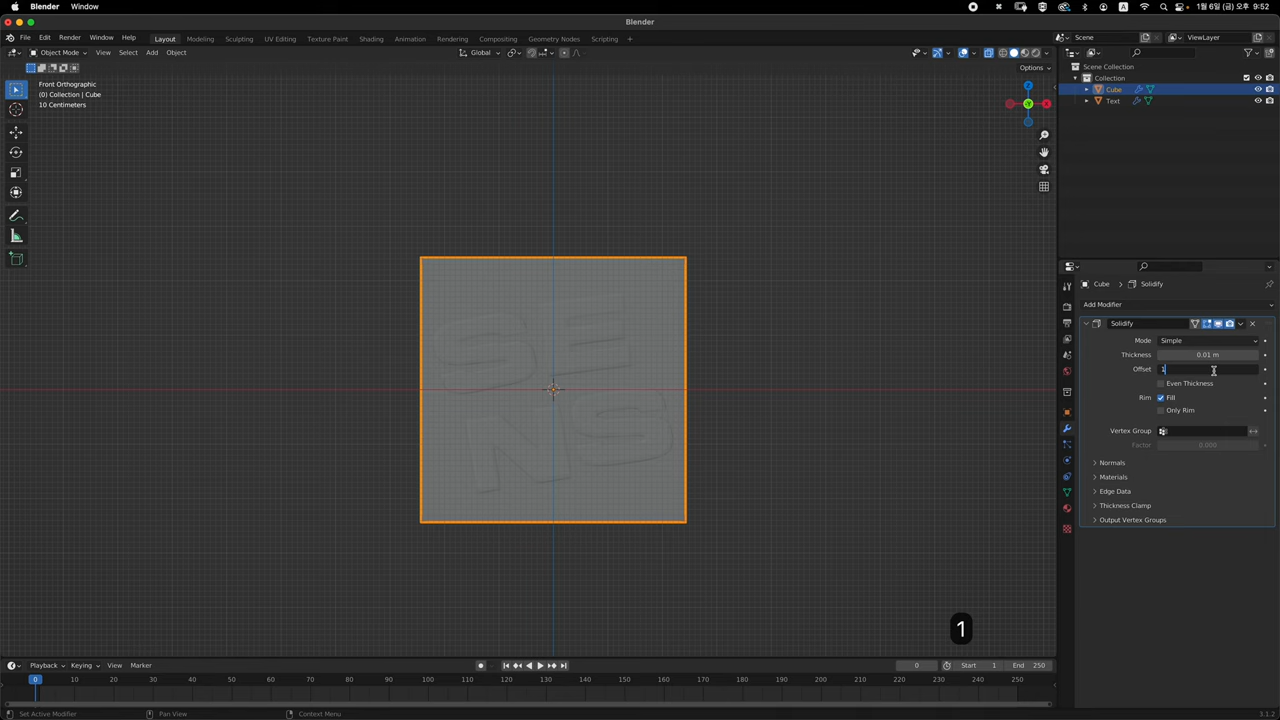 Blender Window A 1월 6일(금) 오후 9:52
Blender
File Edit Render Window Help Layout Modeling Sculpting UV Editing Texture Paint Shading Animation Rendering Compositing Geometry Nodes Scripting + Scene ViewLayer
Object Mode View Select Add Object Global
Options
Front Orthographic
(0) Collection | Cube
10 Centimeters
Scene Collection
Collection
Cube
Text
-Y
SE
NS
Cube > Solidify
Add Modifier
Solidify
Mode Simple
Thickness 0.01 m
Offset 1
Even Thickness
Rim Fill
Only Rim
Vertex Group
Factor 0.000
Normals
Materials
Edge Data
Thickness Clamp
Output Vertex Groups
1
Playback Keying View Marker 0 Start 1 End 250
0 10 20 30 40 50 60 70 80 90 100 110 120 130 140 150 160 170 180 190 200 210 220 230 240 250
Set Active Modifier Pan View Context Menu 3.1.2